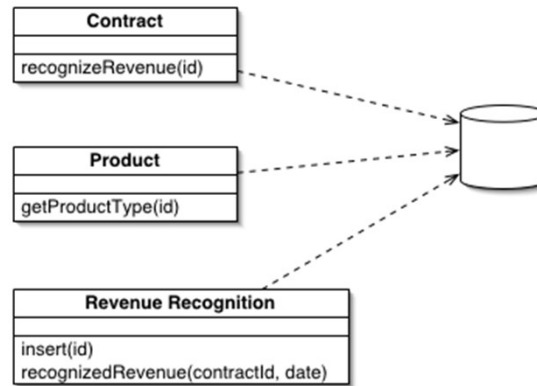 Contract
recognizeRevenue(id)
Product
getProductType(id)
Revenue Recognition
insert(id)
recognizedRevenue(contractId, date)